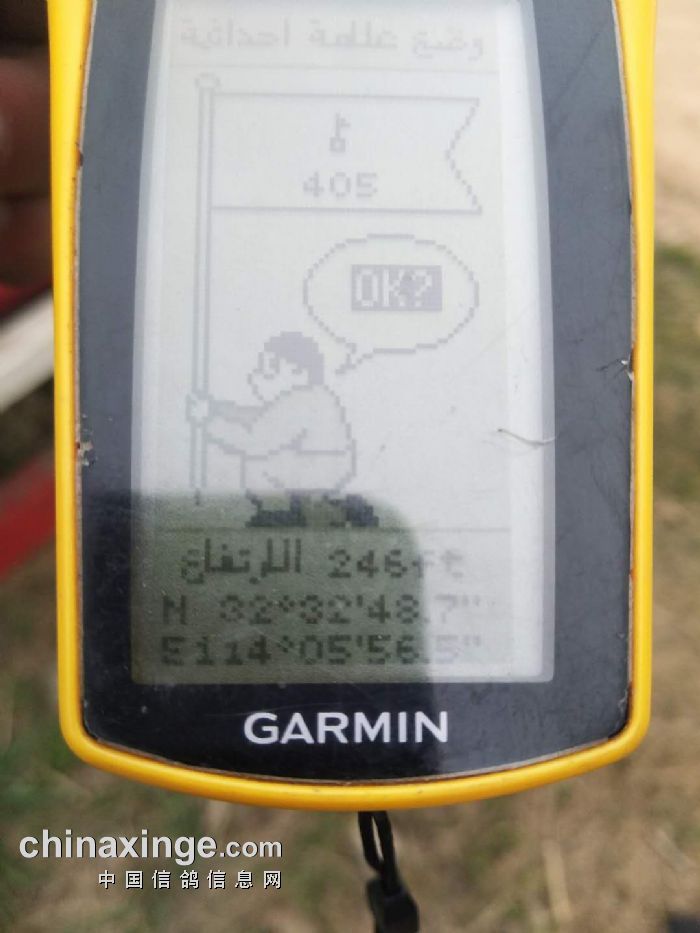 وضع علامة احداثية
405
OK?
الارتفاع 246ft
N 32°32'48.7"
E114°05'56.5"
GARMIN
chinaxinge.com
中国信鸽信息网